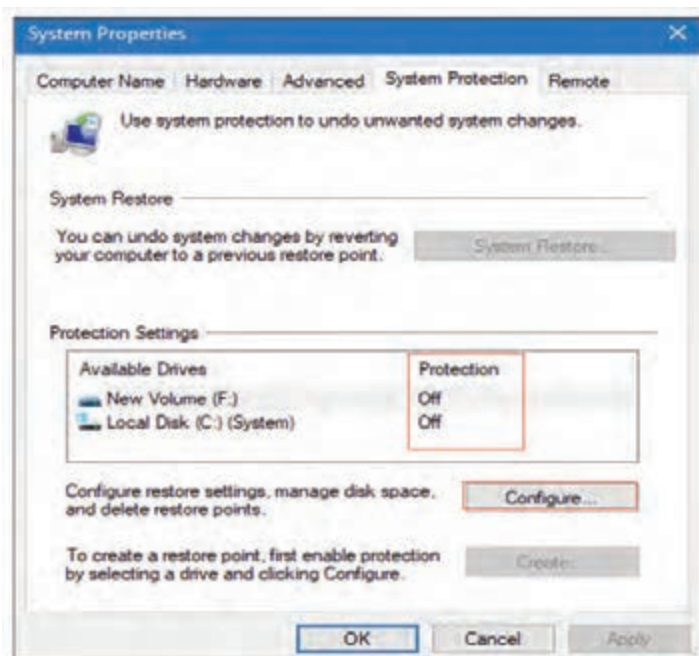 System Properties
Computer Name Hardware Advanced System Protection Remote
Use system protection to undo unwanted system changes.
System Restore
You can undo system changes by reverting
your computer to a previous restore point.
System Restore...
Protection Settings
Available Drives Protection
New Volume (F:) Off
Local Disk (C:) (System) Off
Configure restore settings, manage disk space,
and delete restore points.
Configure...
To create a restore point, first enable protection
by selecting a drive and clicking Configure.
Create...
OK Cancel Apply